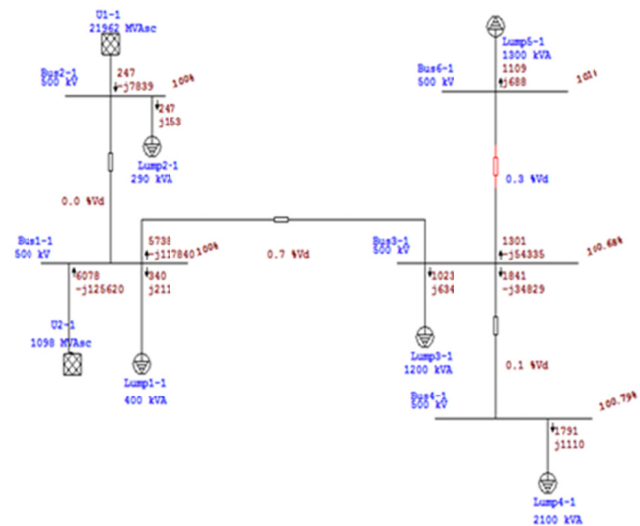 U1-1
21962 MVAsc
Bus2-1
500 kV
247
-j7839
100%
247
j153
Lump2-1
290 kVA
0.0 %Vd
Bus1-1
500 kV
5738
-j117840
100%
6078
-j125620
340
j211
U2-1
1098 MVAsc
Lump1-1
400 kVA
0.7 %Vd
Lump5-1
1300 kVA
Bus6-1
500 kV
1109
j688
0.3 %Vd
Bus3-1
500 kV
1301
-j54335
100.68%
1023
j634
1841
-j34829
Lump3-1
1200 kVA
0.1 %Vd
Bus4-1
500 kV
100.79%
1791
j1110
Lump4-1
2100 kVA